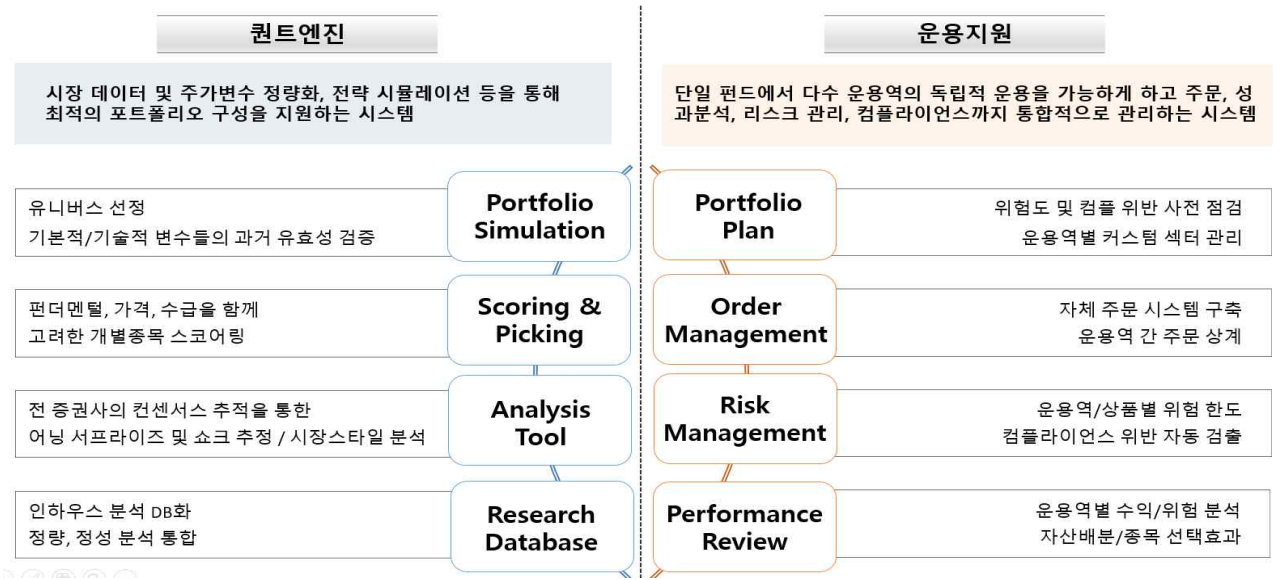 퀀트엔진
시장 데이터 및 주가변수 정량화, 전략 시뮬레이션 등을 통해
최적의 포트폴리오 구성을 지원하는 시스템
유니버스 선정
기본적/기술적 변수들의 과거 유효성 검증
Portfolio
Simulation
펀더멘털, 가격, 수급을 함께
고려한 개별종목 스코어링
Scoring &
Picking
전 증권사의 컨센서스 추적을 통한
어닝 서프라이즈 및 쇼크 추정 / 시장스타일 분석
Analysis
Tool
인하우스 분석 DB화
정량, 정성 분석 통합
Research
Database
운용지원
단일 펀드에서 다수 운용역의 독립적 운용을 가능하게 하고 주문, 성
과분석, 리스크 관리, 컴플라이언스까지 통합적으로 관리하는 시스템
Portfolio
Plan
위험도 및 컴플 위반 사전 점검
운용역별 커스텀 섹터 관리
Order
Management
자체 주문 시스템 구축
운용역 간 주문 상계
Risk
Management
운용역/상품별 위험 한도
컴플라이언스 위반 자동 검출
Performance
Review
운용역별 수익/위험 분석
자산배분/종목 선택효과